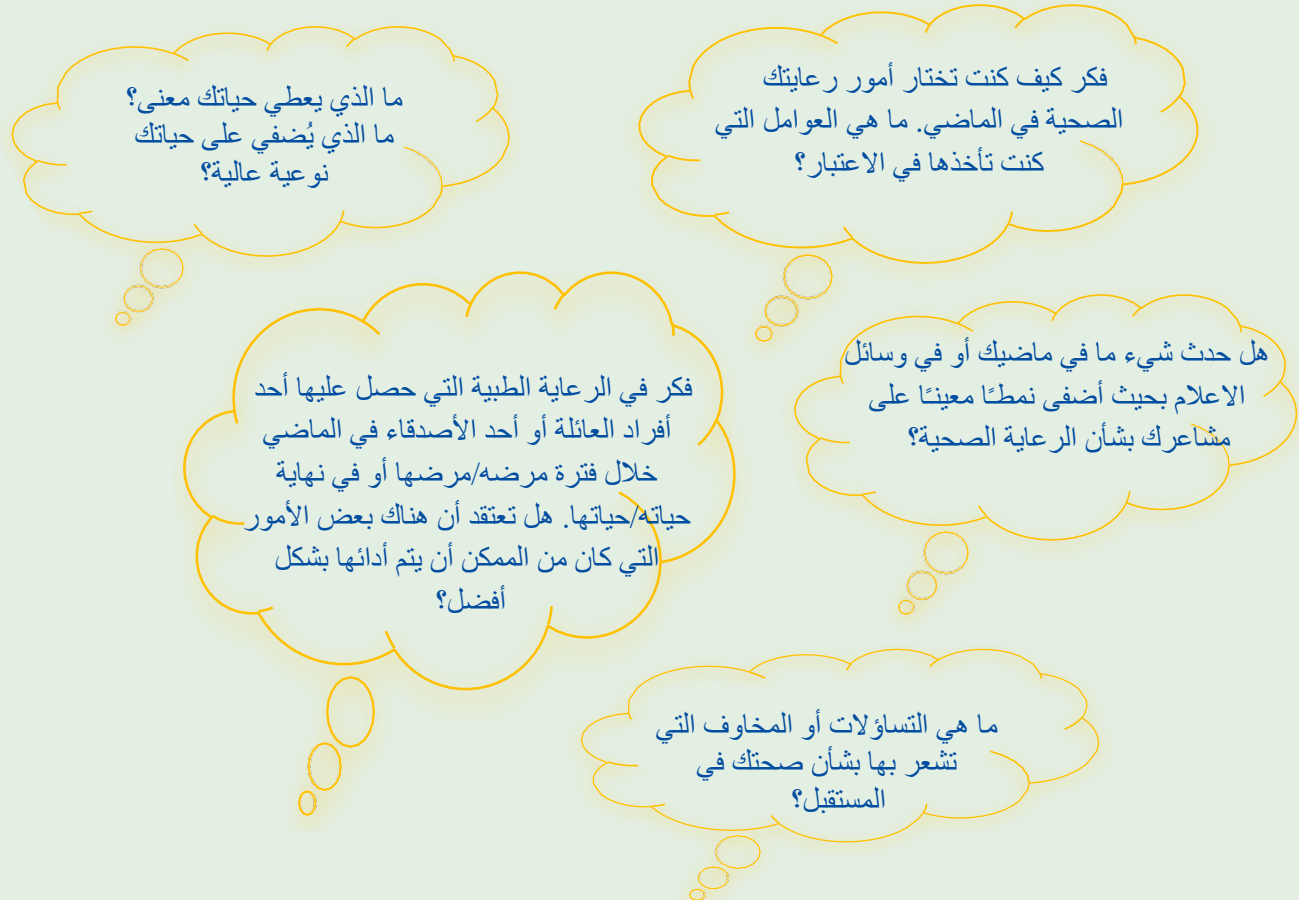 فكر كيف كنت تختار أمور رعايتك
الصحية في الماضي. ما هي العوامل التي
كنت تأخذها في الاعتبار؟
ما الذي يعطي حياتك معنى؟
ما الذي يُضفي على حياتك
نوعية عالية؟
هل حدث شيء ما في ماضيك أو في وسائل
الاعلام بحيث أضفى نمطـًا معينـًا على
مشاعرك بشأن الرعاية الصحية؟
فكر في الرعاية الطبية التي حصل عليها أحد
أفراد العائلة أو أحد الأصدقاء في الماضي
خلال فترة مرضه/مرضها أو في نهاية
حياته/حياتها. هل تعتقد أن هناك بعض الأمور
التي كان من الممكن أن يتم أدائها بشكل
أفضل؟
ما هي التساؤلات أو المخاوف التي
تشعر بها بشأن صحتك في
المستقبل؟